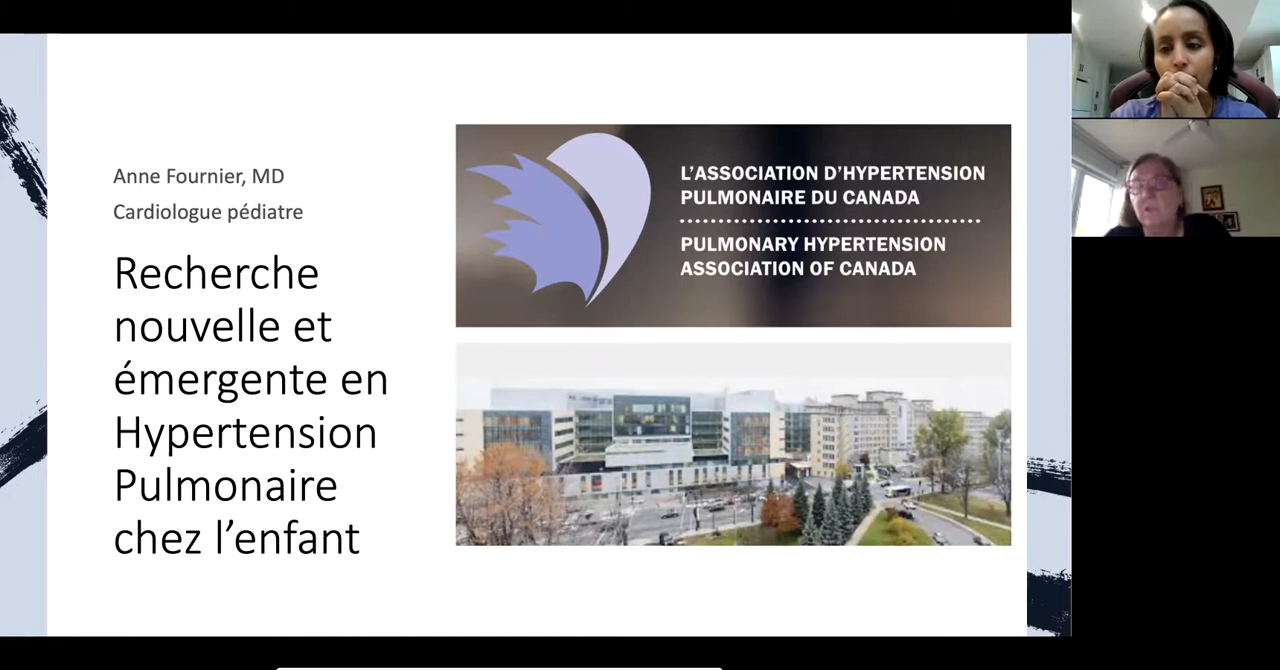 Anne Fournier, MD
Cardiologue pédiatre
Recherche
nouvelle et
émergente en
Hypertension
Pulmonaire
chez l’enfant
L’ASSOCIATION D’HYPERTENSION
PULMONAIRE DU CANADA
PULMONARY HYPERTENSION
ASSOCIATION OF CANADA